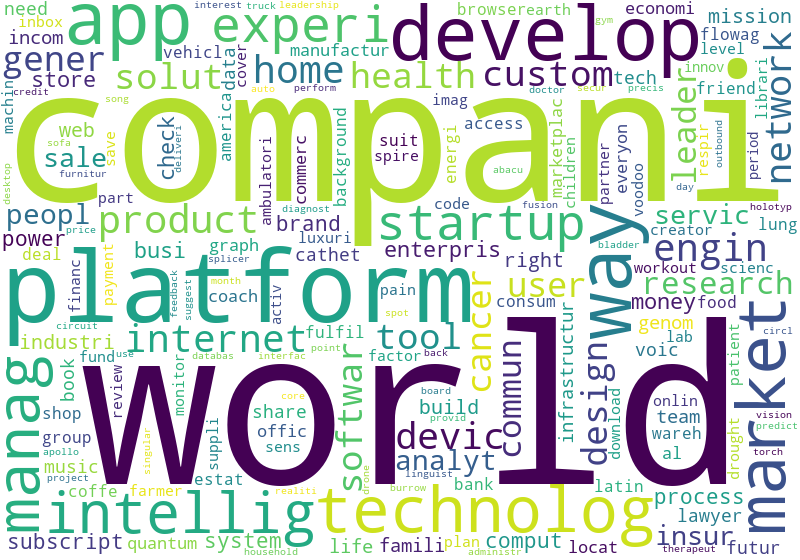 need
interest
truck
leadership
inbox
app
experi
develop
browserearth
gym
economi
mission
incom
vehicl
manufactur
flowag
level
gener
solut
home
health
custom
tech
innov
network
store
data
america
cover
leader
friend
librari
machin
credit
song
perform
auto
secur
doctor
precis
compani
imag
access
web
check
deliveri
suit
spire
energi
marketplac
children
everyon
partner
voodoo
respir
period
desktop
sofa
furnitur
sale
save
ambulatori
commerc
background
abacu
code
fusion
outbound
day
part
diagnost
holotyp
peopl
product
brand
startup
way
servic
creator
lung
power
price
luxuri
deal
busi
graph
cathet
enterpris
right
bladder
engin
payment
splicer
feedback
suggest
month
coach
activ
pain
spot
user
workout
scienc
financ
platform
consum
cancer
research
money
food
circuit
internet
fulfil
tool
genom
circl
industri
fund
use
databas
interfac
point
factor
back
infrastructur
voic
lab
manag
book
review
monitor
core
board
build
commun
design
patient
market
vision
predict
shop
world
share
softwar
provid
devic
download
onlin
team
wareh
group
offic
apollo
music
singular
suppli
sens
analyt
al
drought
torch
project
coffe
farmer
estat
realiti
drone
linguist
burrow
bank
latin
process
lawyer
intellig
technolog
insur
subscript
quantum
system
household
life
famili
plan
administr
comput
locat
therapeut
futur